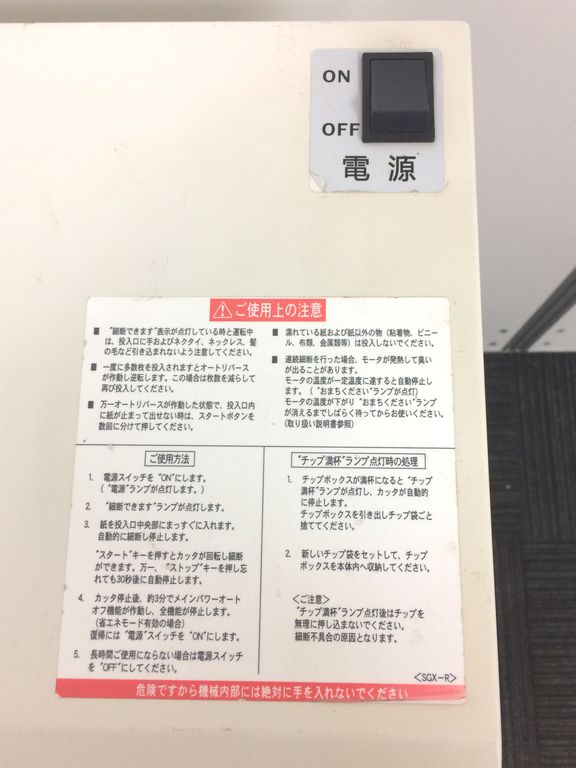 ON
OFF
電源
ご使用上の注意
■ "細断できます"表示が点灯している時と運転中
は、投入口に手およびネクタイ、ネックレス、髪
の毛など引き込まれないよう注意してください。
■ 一度に多数枚を投入されますとオートリバース
が作動し逆転します。この場合は枚数を減らして
再び投入してください。
■ 万一オートリバースが作動した状態で、投入口内
に紙が止まって出せない時は、スタートボタンを
数回に分けて押してください。
■ 濡れている紙および紙以外の物（粘着物、ビニー
ル、布類、金属類等）は投入しないでください。
■ 連続細断を行った場合、モータが発熱して臭い
が出ることがあります。
モータの温度が一定温度に達すると自動停止し
ます。（"おまちください"ランプが点灯）
モータの温度が下がり"おまちください"ランプ
が消えるまでしばらく待ってからお使いください。
（取り扱い説明書参照）
ご使用方法
1. 電源スイッチを"ON"にします。
（"電源"ランプが点灯します。）
2. "細断できます"ランプが点灯します。
3. 紙を投入口中央部にまっすぐに入れます。
自動的に細断し停止します。
"スタート"キーを押すとカッタが回転し細断
ができます。万一、"ストップ"キーを押し忘
れても30秒後に自動停止します。
4. カッタ停止後、約3分でメインパワーオート
オフ機能が作動し、全機能が停止します。
（省エネモード有効の場合）
復帰には"電源"スイッチを"ON"にします。
5. 長時間ご使用にならない場合は電源スイッチ
を"OFF"にしてください。
"チップ満杯"ランプ点灯時の処理
1. チップボックスが満杯になると"チップ
満杯"ランプが点灯し、カッタが自動的
に停止します。
チップボックスを引き出しチップ袋ごと
捨ててください。
2. 新しいチップ袋をセットして、チップ
ボックスを本体内へ収納してください。
＜ご注意＞
"チップ満杯"ランプ点灯後はチップを
無理に押し込まないでください。
細断不具合の原因となります。
＜SGX-R＞
危険ですから機械内部には絶対に手を入れないでください